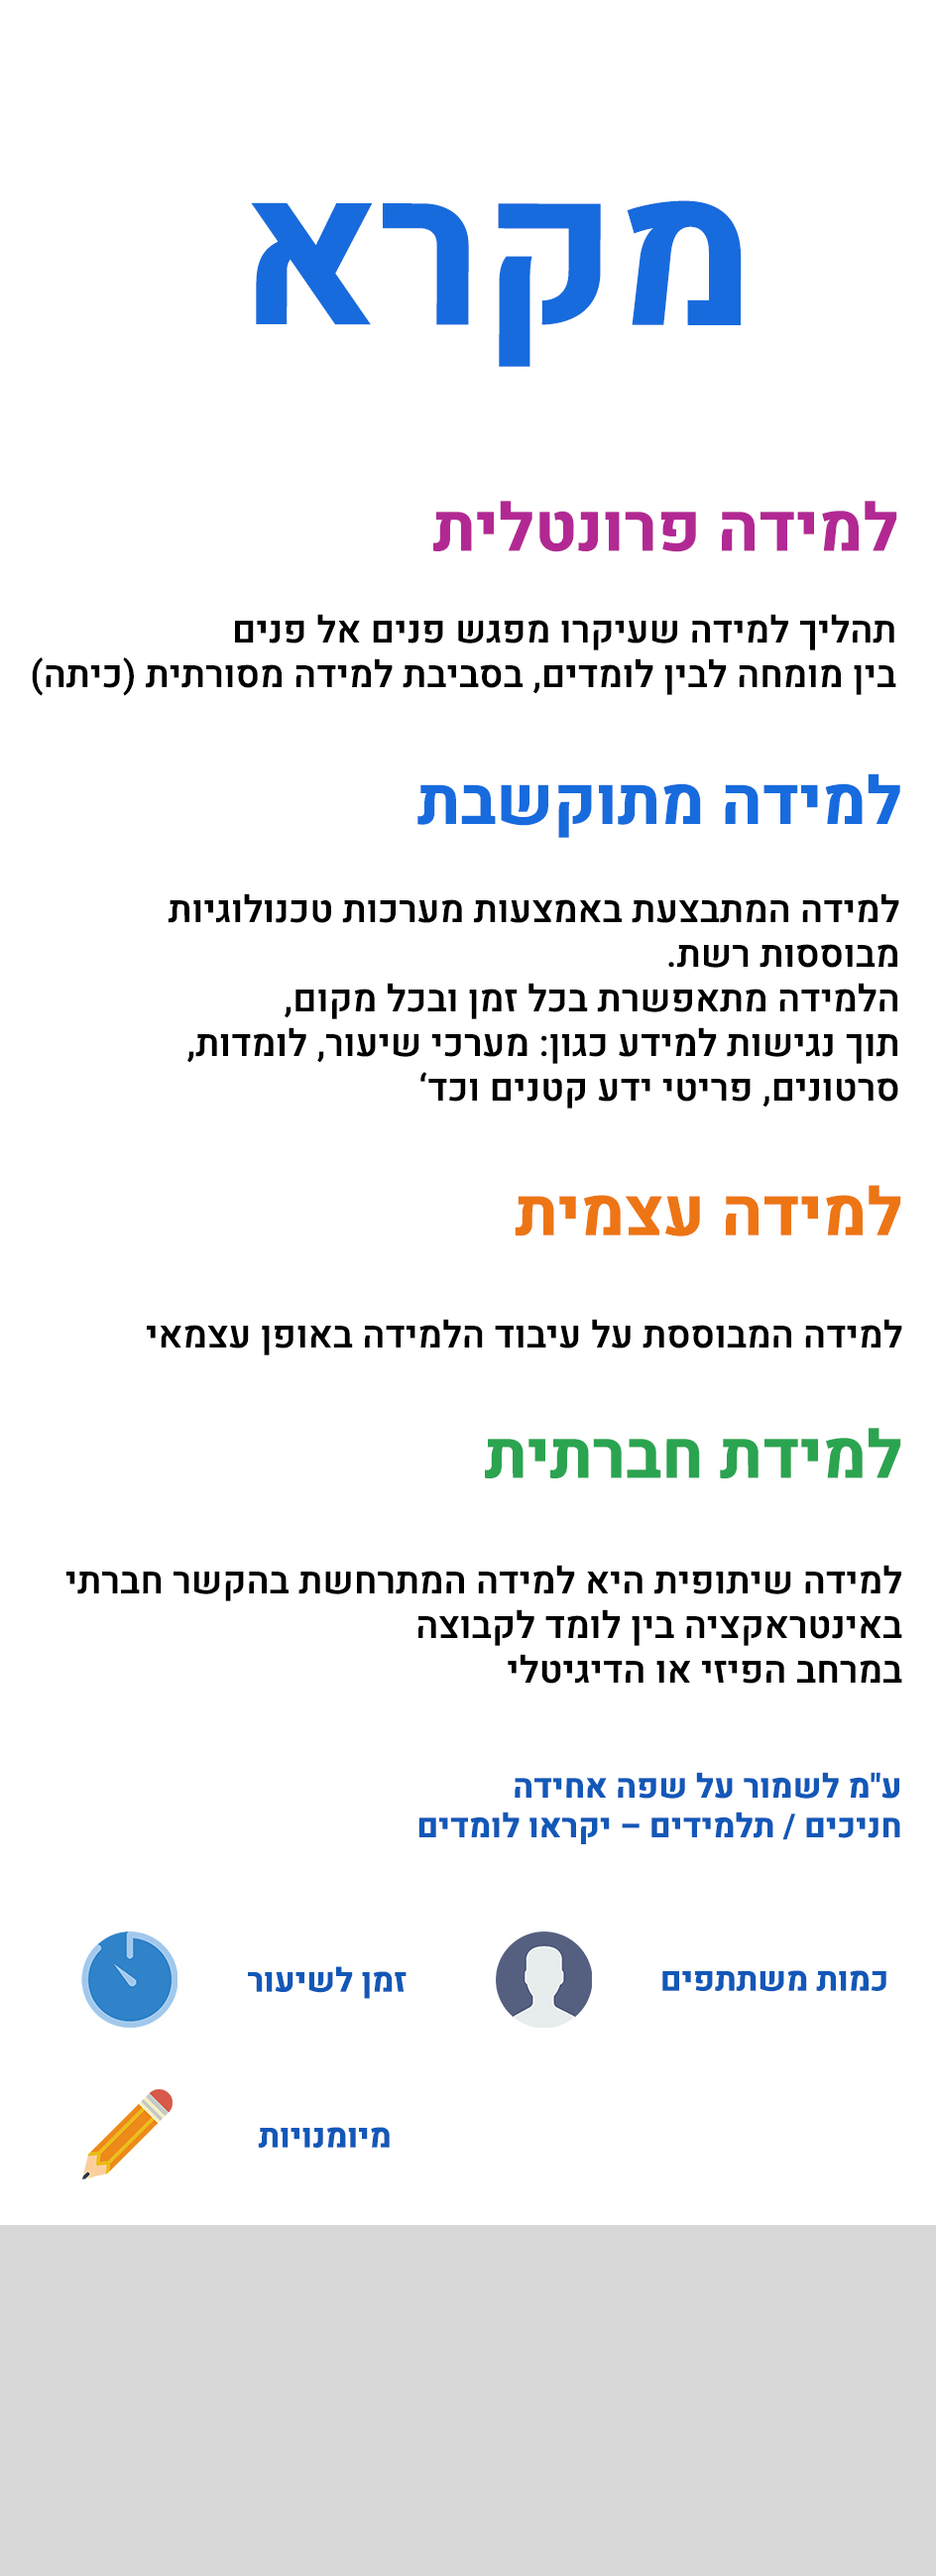 מקרא
למידה פרונטלית
תהליך למידה שעיקרו מפגש פנים אל פנים
בין מומחה לבין לומדים, בסביבת למידה מסורתית (כיתה)
למידה מתוקשבת
למידה המתבצעת באמצעות מערכות טכנולוגיות
מבוססות רשת.
הלמידה מתאפשרת בכל זמן ובכל מקום,
תוך נגישות למידע כגון: מערכי שיעור, לומדות,
סרטונים, פריטי ידע קטנים וכד‘
למידה עצמית
למידה המבוססת על עיבוד הלמידה באופן עצמאי
למידת חברתית
למידה שיתופית היא למידה המתרחשת בהקשר חברתי
באינטראקציה בין לומד לקבוצה
במרחב הפיזי או הדיגיטלי
ע"מ לשמור על שפה אחידה
חניכים / תלמידים – יקראו לומדים
כמות משתתפים
זמן לשיעור
מיומנויות